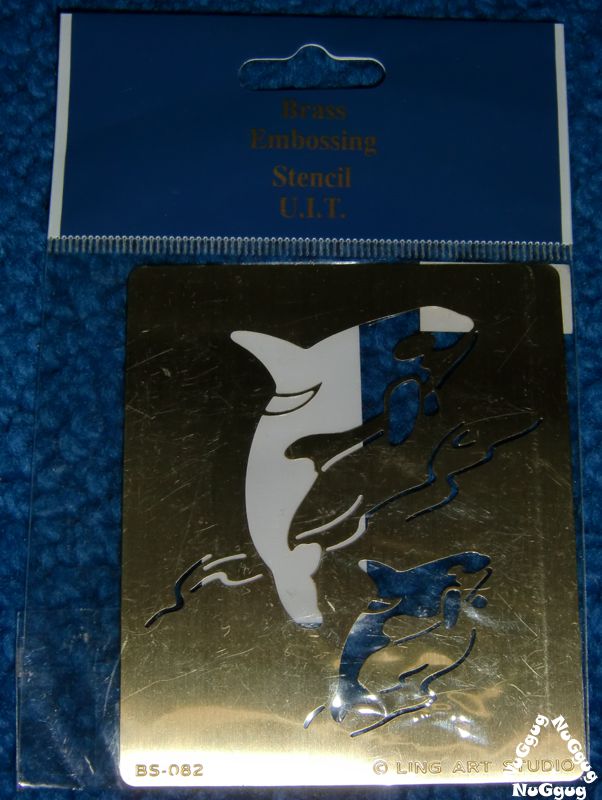 Brass
Embossing
Stencil
U.I.T.
BS-082
© LING ART STUDIO
NuGgug NuGgug
NuGgug